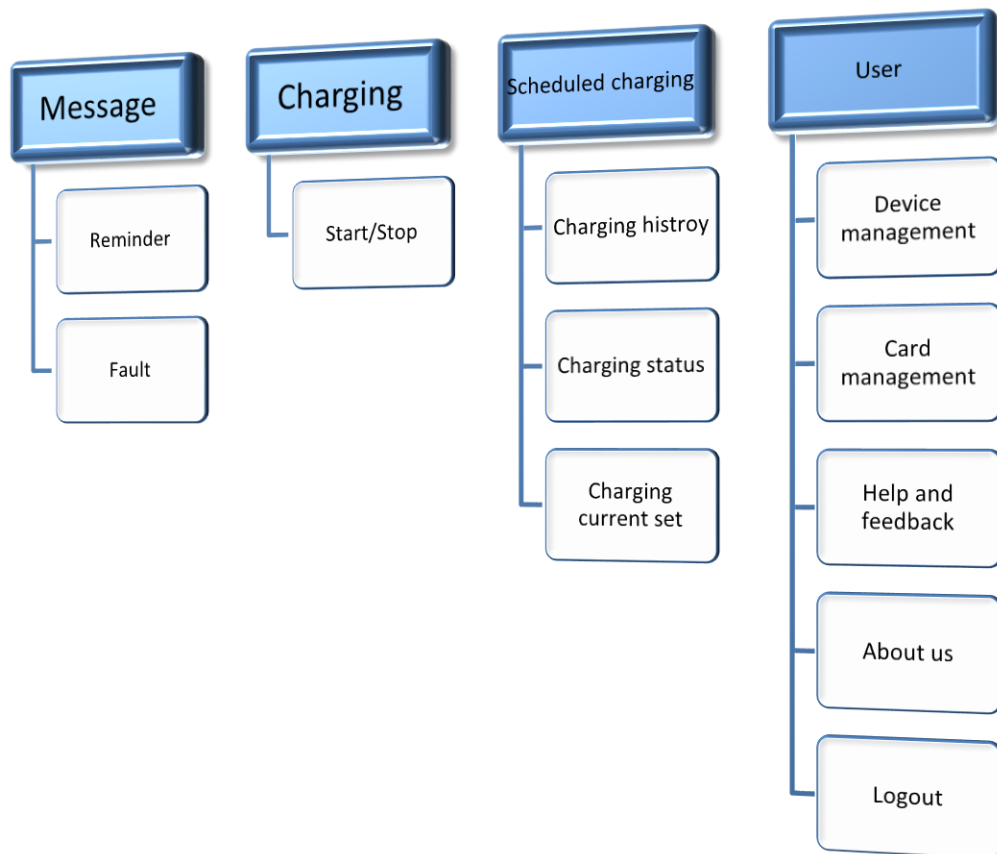 Message
Reminder
Fault
Charging
Start/Stop
Scheduled charging
Charging histroy
Charging status
Charging
current set
User
Device
management
Card
management
Help and
feedback
About us
Logout